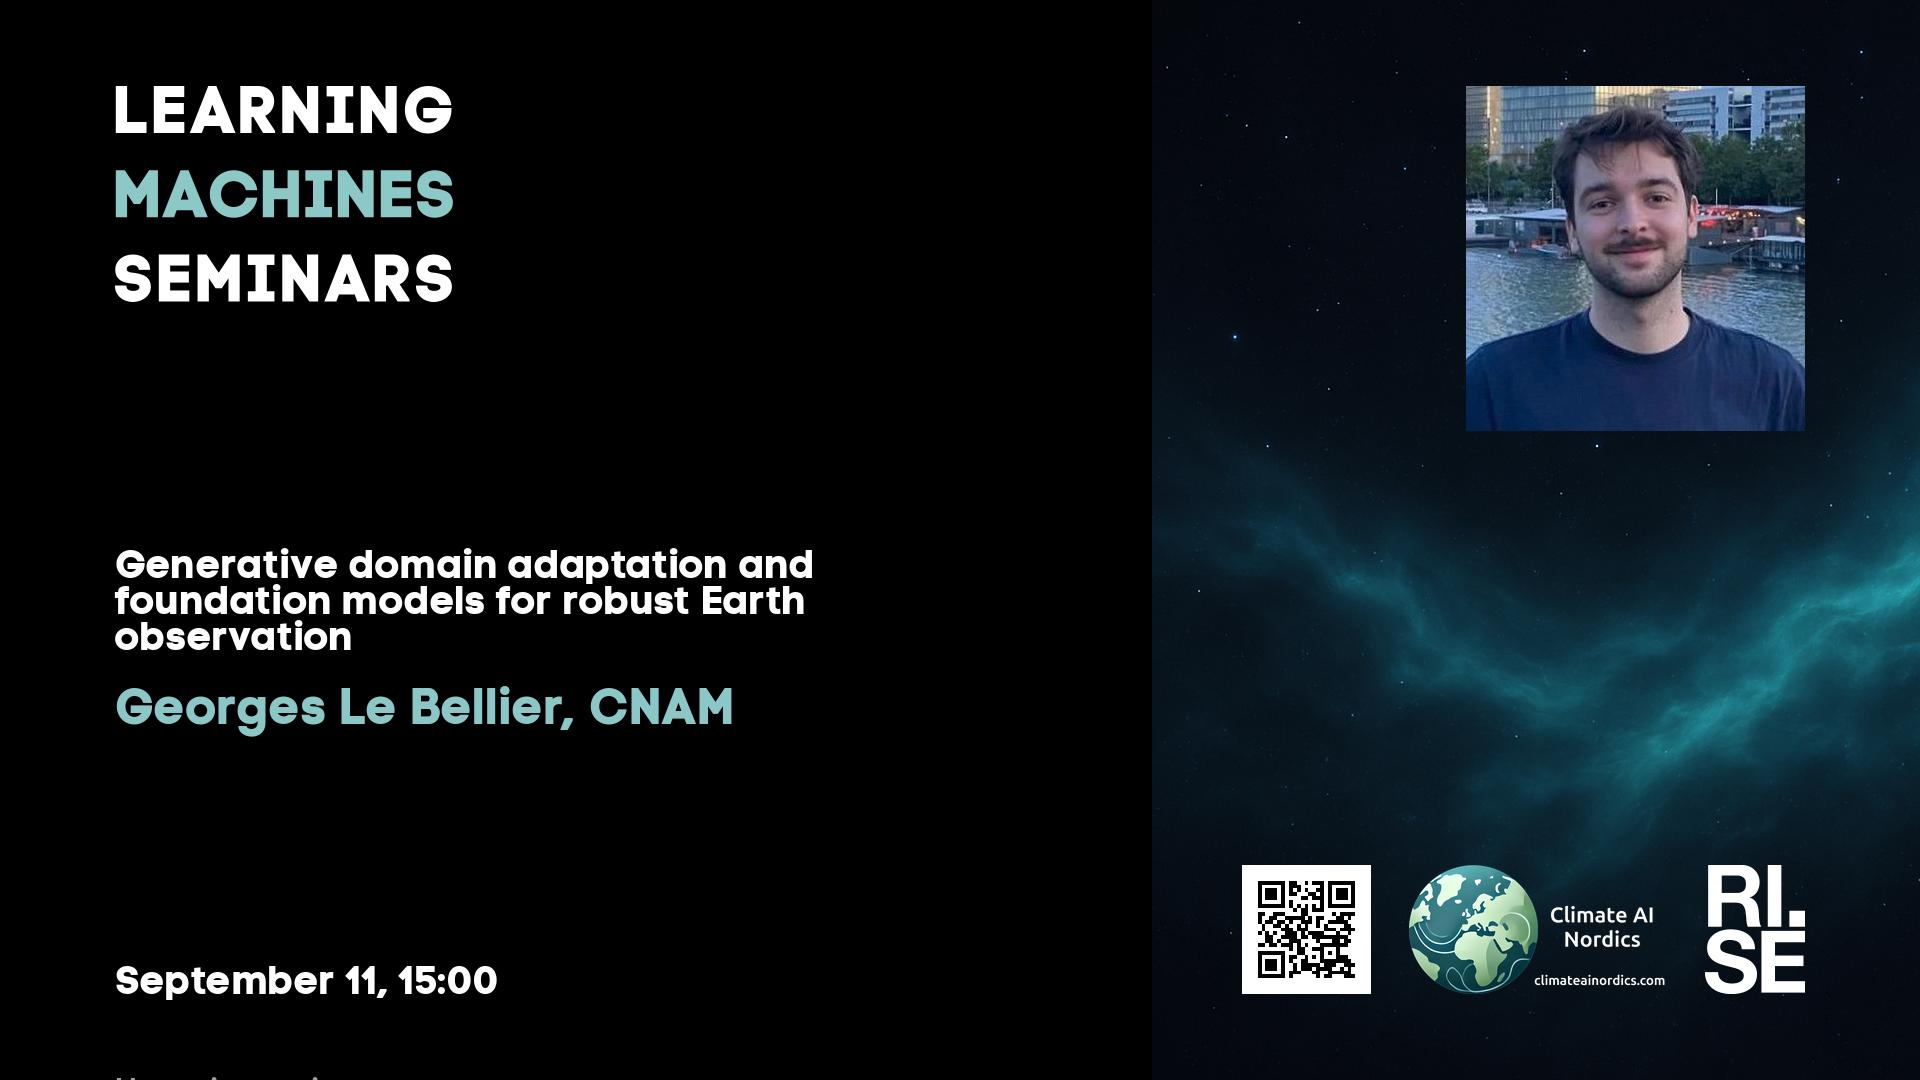 LEARNING
MACHINES
SEMINARS
Generative domain adaptation and
foundation models for robust Earth
observation
Georges Le Bellier, CNAM
September 11, 15:00
Climate AI
Nordics
climateainordics.com
RI.
SE